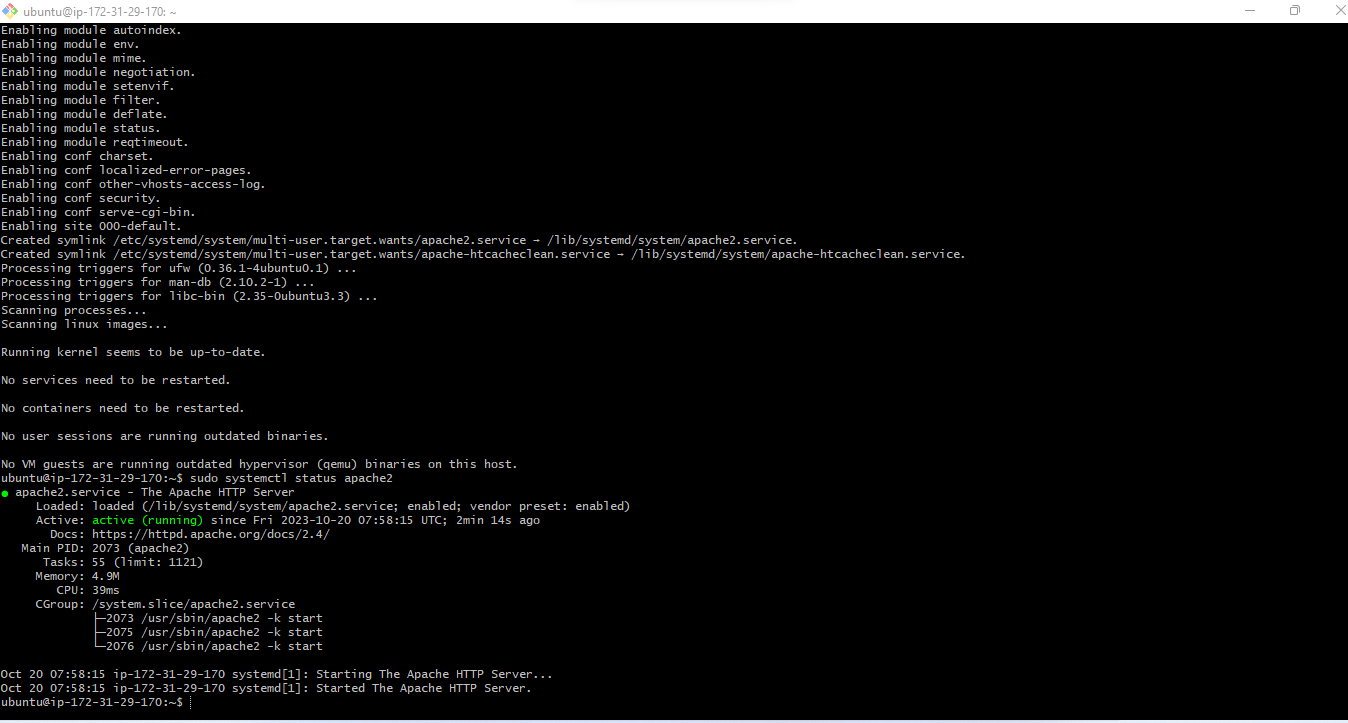 ubuntu@ip-172-31-29-170: ~
Enabling module autoindex.
Enabling module env.
Enabling module mime.
Enabling module negotiation.
Enabling module setenvif.
Enabling module filter.
Enabling module deflate.
Enabling module status.
Enabling module reqtimeout.
Enabling conf charset.
Enabling conf localized-error-pages.
Enabling conf other-vhosts-access-log.
Enabling conf security.
Enabling conf serve-cgi-bin.
Enabling site 000-default.
Created symlink /etc/systemd/system/multi-user.target.wants/apache2.service → /lib/systemd/system/apache2.service.
Created symlink /etc/systemd/system/multi-user.target.wants/apache-htcacheclean.service → /lib/systemd/system/apache-htcacheclean.service.
Processing triggers for ufw (0.36.1-4ubuntu0.1) ...
Processing triggers for man-db (2.10.2-1) ...
Processing triggers for libc-bin (2.35-0ubuntu3.3) ...
Scanning processes...
Scanning linux images...
Running kernel seems to be up-to-date.
No services need to be restarted.
No containers need to be restarted.
No user sessions are running outdated binaries.
No VM guests are running outdated hypervisor (qemu) binaries on this host.
ubuntu@ip-172-31-29-170:~$ sudo systemctl status apache2
● apache2.service - The Apache HTTP Server
Loaded: loaded (/lib/systemd/system/apache2.service; enabled; vendor preset: enabled)
Active: active (running) since Fri 2023-10-20 07:58:15 UTC; 2min 14s ago
Docs: https://httpd.apache.org/docs/2.4/
Main PID: 2073 (apache2)
Tasks: 55 (limit: 1121)
Memory: 4.9M
CPU: 39ms
CGroup: /system.slice/apache2.service
├─2073 /usr/sbin/apache2 -k start
├─2075 /usr/sbin/apache2 -k start
└─2076 /usr/sbin/apache2 -k start
Oct 20 07:58:15 ip-172-31-29-170 systemd[1]: Starting The Apache HTTP Server...
Oct 20 07:58:15 ip-172-31-29-170 systemd[1]: Started The Apache HTTP Server.
ubuntu@ip-172-31-29-170:~$